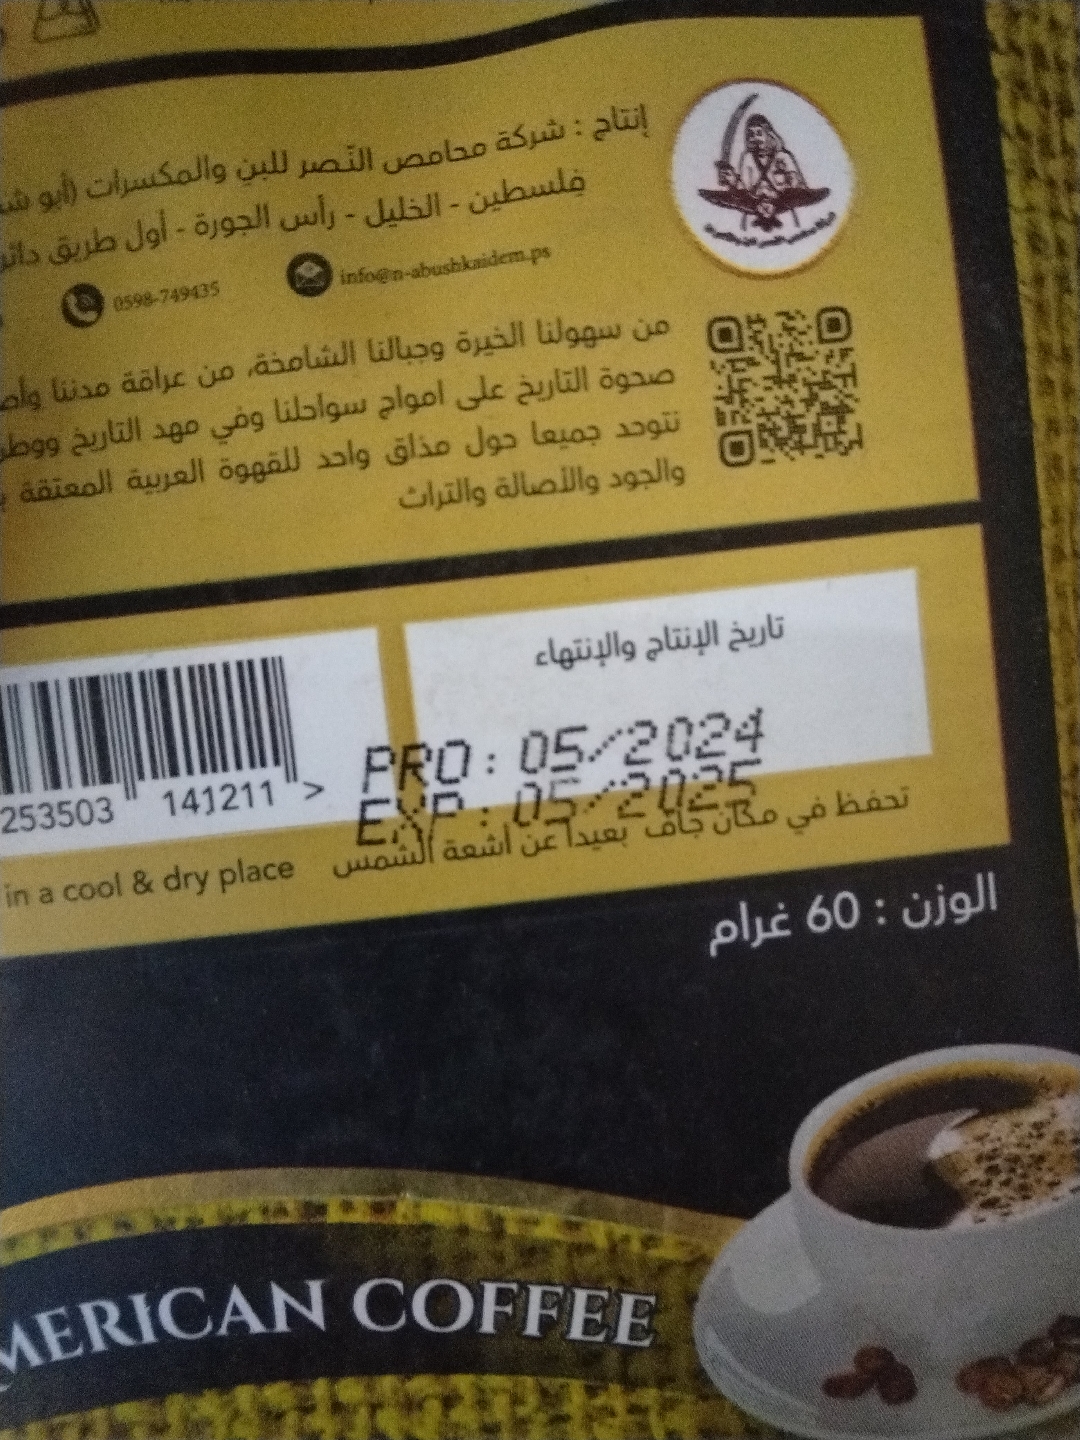 إنتاج : شركة محامص النّصر للبن والمكسرات (أبو
فلسطين - الخليل - رأس الجورة - أول طريق
0598-749435 info@n-abushkaidem.ps
من سهولنا الخيرة وجبالنا الشامخة، من عراقة مدننا
صحوة التاريخ على امواج سواحلنا وفي مهد التاريخ
نتوحد جميعا حول مذاق واحد للقهوة العربية المعتقة
والجود والأصالة والتراث
تاريخ الإنتاج والإنتهاء
PRO: 05/2024
EXP: 05/2025
253503 141211 >
تحفظ في مكان جاف بعيداً عن اشعة الشمس
in a cool & dry place
الوزن : 60 غرام
MERICAN COFFEE